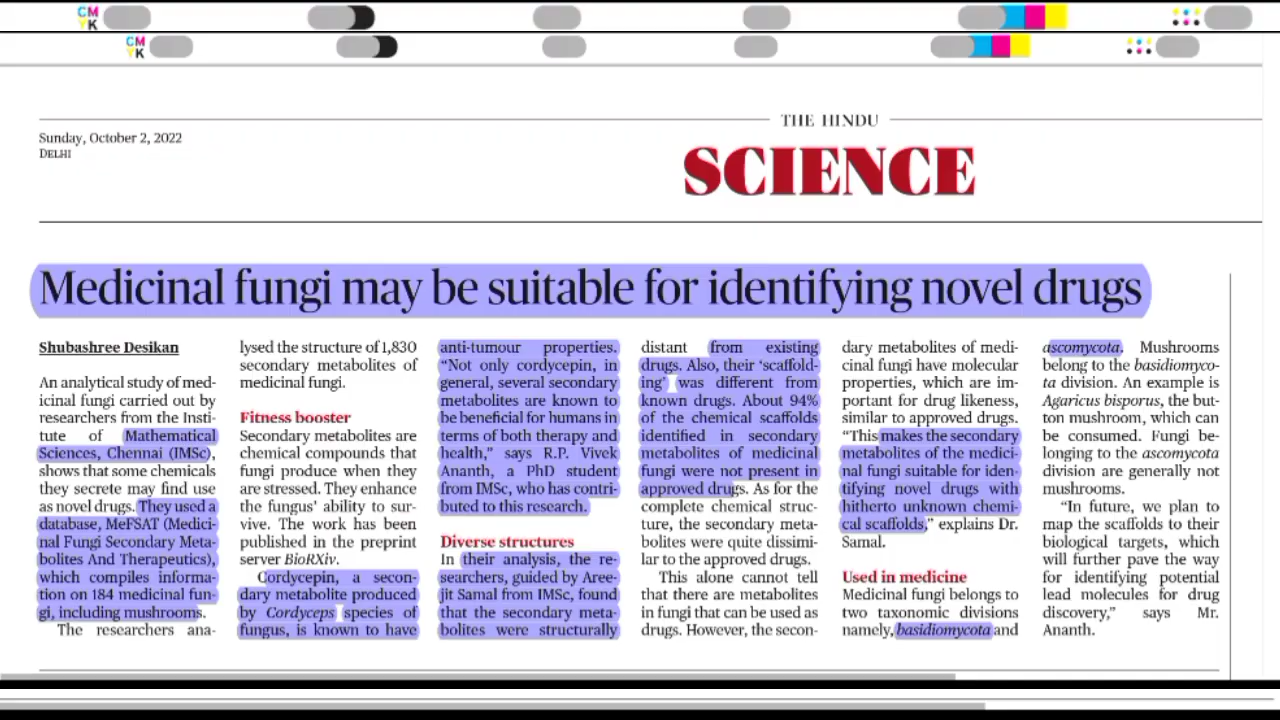 CM
YK
CM
YK
THE HINDU
Sunday, October 2, 2022
DELHI
SCIENCE
Medicinal fungi may be suitable for identifying novel drugs
Shubashree Desikan
An analytical study of med-
icinal fungi carried out by
researchers from the Insti-
tute of Mathematical
Sciences, Chennai (IMSc),
shows that some chemicals
they secrete may find use
as novel drugs. They used a
database, MeFSAT (Medici-
nal Fungi Secondary Meta-
bolites And Therapeutics),
which compiles informa-
tion on 184 medicinal fun-
gi, including mushrooms.
The researchers ana-
lysed the structure of 1,830
secondary metabolites of
medicinal fungi.
Fitness booster
Secondary metabolites are
chemical compounds that
fungi produce when they
are stressed. They enhance
the fungus' ability to sur-
vive. The work has been
published in the preprint
server BioRXiv.
Cordycepin, a secon-
dary metabolite produced
by Cordyceps species of
fungus, is known to have
anti-tumour properties.
“Not only cordycepin, in
general, several secondary
metabolites are known to
be beneficial for humans in
terms of both therapy and
health,” says R.P. Vivek
Ananth, a PhD student
from IMSc, who has contri-
buted to this research.
Diverse structures
In their analysis, the re-
searchers, guided by Aree-
jit Samal from IMSc, found
that the secondary meta-
bolites were structurally
distant from existing
drugs. Also, their ‘scaffold-
ing’ was different from
known drugs. About 94%
of the chemical scaffolds
identified in secondary
metabolites of medicinal
fungi were not present in
approved drugs. As for the
complete chemical struc-
ture, the secondary meta-
bolites were quite dissimi-
lar to the approved drugs.
This alone cannot tell
that there are metabolites
in fungi that can be used as
drugs. However, the secon-
dary metabolites of medi-
cinal fungi have molecular
properties, which are im-
portant for drug likeness,
similar to approved drugs.
“This makes the secondary
metabolites of the medici-
nal fungi suitable for iden-
tifying novel drugs with
hitherto unknown chemi-
cal scaffolds,” explains Dr.
Samal.
Used in medicine
Medicinal fungi belongs to
two taxonomic divisions
namely, basidiomycota and
ascomycota. Mushrooms
belong to the basidiomyco-
ta division. An example is
Agaricus bisporus, the but-
ton mushroom, which can
be consumed. Fungi be-
longing to the ascomycota
division are generally not
mushrooms.
“In future, we plan to
map the scaffolds to their
biological targets, which
will further pave the way
for identifying potential
lead molecules for drug
discovery,” says Mr.
Ananth.